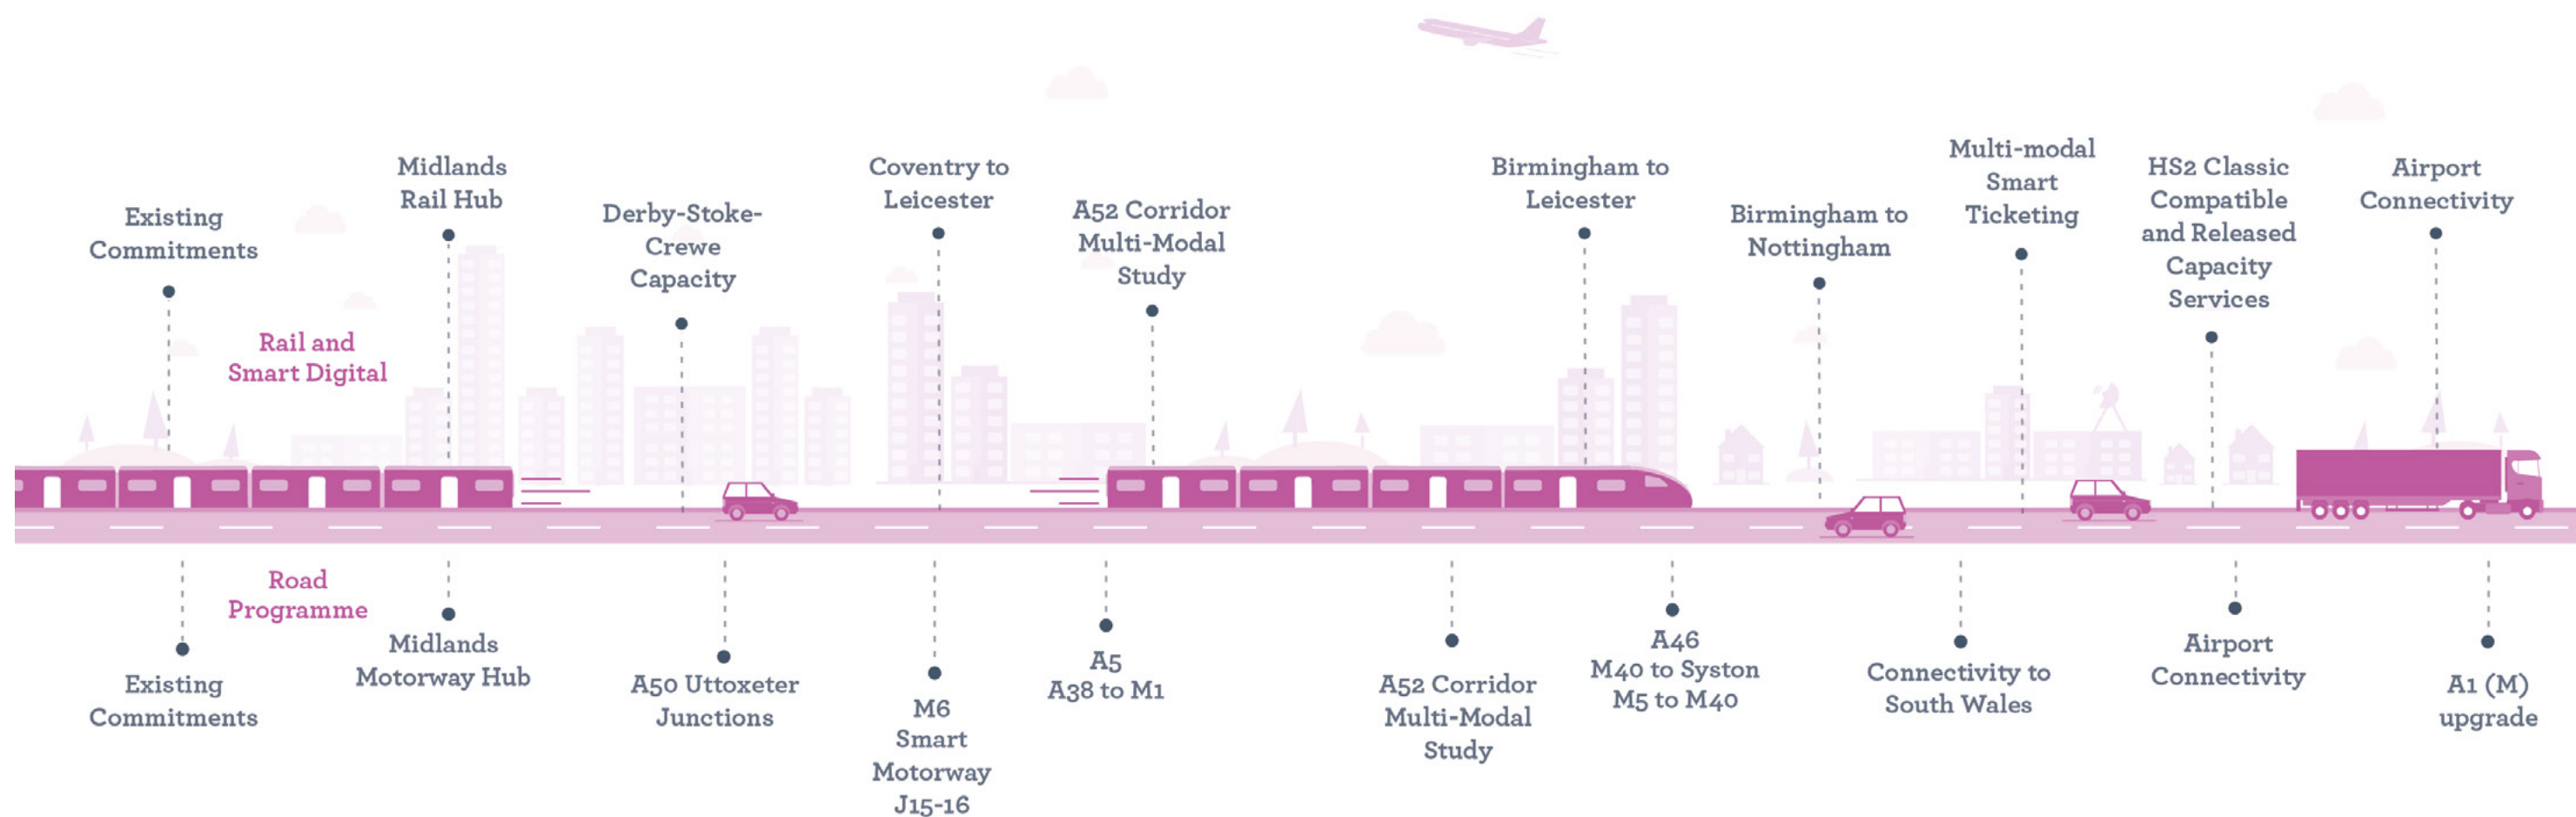 Existing
Commitments
Rail and
Smart Digital
Midlands
Rail Hub
Derby-Stoke-
Crewe
Capacity
Coventry to
Leicester
A52 Corridor
Multi-Modal
Study
Birmingham to
Leicester
Birmingham to
Nottingham
Multi-modal
Smart
Ticketing
HS2 Classic
Compatible
and Released
Capacity
Services
Airport
Connectivity
Road
Programme
Existing
Commitments
Midlands
Motorway Hub
A50 Uttoxeter
Junctions
M6
Smart
Motorway
J15-16
A5
A38 to M1
A52 Corridor
Multi-Modal
Study
A46
M40 to Syston
M5 to M40
Connectivity to
South Wales
Airport
Connectivity
A1 (M)
upgrade